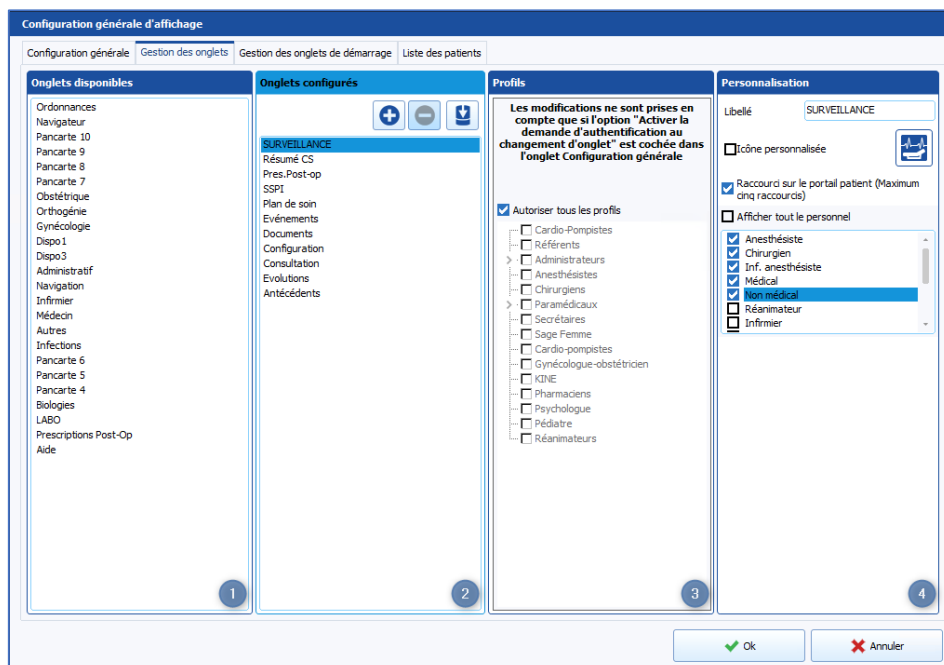 Configuration générale d'affichage
Configuration générale
Gestion des onglets
Gestion des onglets de démarrage
Liste des patients
Onglets disponibles
Ordonnances
Navigateur
Pancarte 10
Pancarte 9
Pancarte 8
Pancarte 7
Obstétrique
Orthogénie
Gynécologie
Dispo1
Dispo3
Administratif
Navigation
Infirmier
Médecin
Autres
Infections
Pancarte 6
Pancarte 5
Pancarte 4
Biologies
LABO
Prescriptions Post-Op
Aide
1
Onglets configurés
SURVEILLANCE
Résumé CS
Pres.Post-op
SSPI
Plan de soin
Evénements
Documents
Configuration
Consultation
Evolutions
Antécédents
2
Profils
Les modifications ne sont prises en
compte que si l'option "Activer la
demande d'authentification au
changement d'onglet" est cochée dans
l'onglet Configuration générale
Autoriser tous les profils
Cardio-Pompistes
Référents
Administrateurs
Anesthésistes
Chirurgiens
Paramédicaux
Secrétaires
Sage Femme
Cardio-pompistes
Gynécologue-obstétricien
KINE
Pharmaciens
Psychologue
Pédiatre
Réanimateurs
3
Personnalisation
Libellé
SURVEILLANCE
Icône personnalisée
Raccourci sur le portail patient (Maximum
cinq raccourcis)
Afficher tout le personnel
Anesthésiste
Chirurgien
Inf. anesthésiste
Médical
Non médical
Réanimateur
Infirmier
4
Ok
Annuler